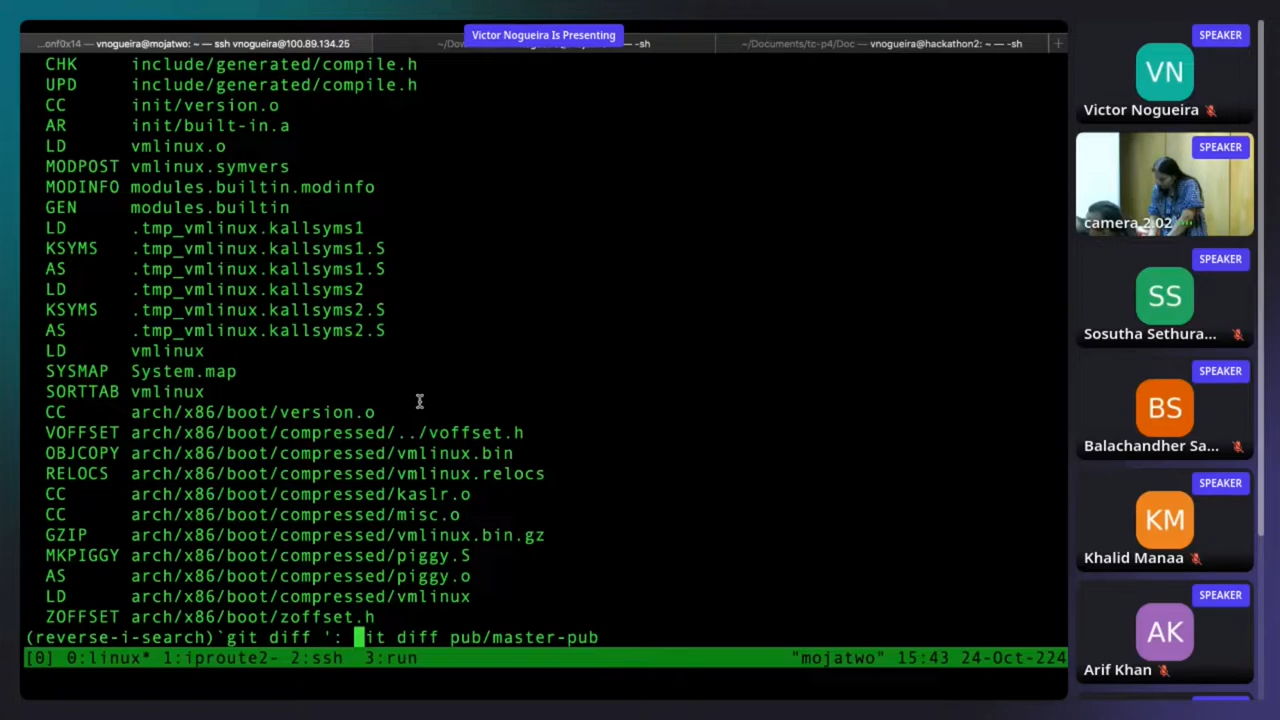 Victor Nogueira Is Presenting
...onf0x14 — vnogueira@mojatwo: ~ — ssh vnogueira@100.89.134.25
~/Dow
— -sh
~/Documents/tc-p4/Doc — vnogueira@hackathon2: ~ — -sh
+
CHK include/generated/compile.h
UPD include/generated/compile.h
CC init/version.o
AR init/built-in.a
LD vmlinux.o
MODPOST vmlinux.symvers
MODINFO modules.builtin.modinfo
GEN modules.builtin
LD .tmp_vmlinux.kallsyms1
KSYMS .tmp_vmlinux.kallsyms1.S
AS .tmp_vmlinux.kallsyms1.S
LD .tmp_vmlinux.kallsyms2
KSYMS .tmp_vmlinux.kallsyms2.S
AS .tmp_vmlinux.kallsyms2.S
LD vmlinux
SYSMAP System.map
SORTTAB vmlinux
CC arch/x86/boot/version.o
VOFFSET arch/x86/boot/compressed/../voffset.h
OBJCOPY arch/x86/boot/compressed/vmlinux.bin
RELOCS arch/x86/boot/compressed/vmlinux.relocs
CC arch/x86/boot/compressed/kaslr.o
CC arch/x86/boot/compressed/misc.o
GZIP arch/x86/boot/compressed/vmlinux.bin.gz
MKPIGGY arch/x86/boot/compressed/piggy.S
AS arch/x86/boot/compressed/piggy.o
LD arch/x86/boot/compressed/vmlinux
ZOFFSET arch/x86/boot/zoffset.h
(reverse-i-search)`git diff ': git diff pub/master-pub
[0] 0:linux* 1:iproute2- 2:ssh 3:run "mojatwo" 15:43 24-Oct-224
SPEAKER
VN
Victor Nogueira
SPEAKER
camera 2.02
SPEAKER
SS
Sosutha Sethura...
SPEAKER
BS
Balachandher Sa...
SPEAKER
KM
Khalid Manaa
SPEAKER
AK
Arif Khan